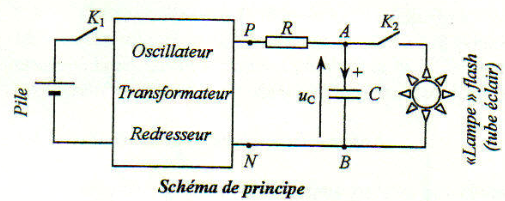 K1
P
R
A
K2
Oscillateur
Transformateur
Redresseur
Pile
+
uC
C
«Lampe» flash
(tube éclair)
N
B
Schéma de principe